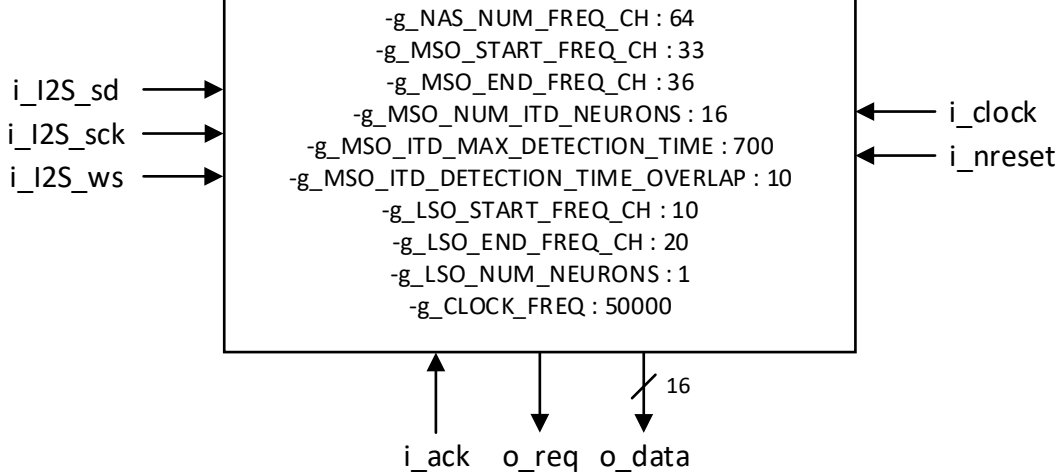 -g_NAS_NUM_FREQ_CH : 64
-g_MSO_START_FREQ_CH : 33
-g_MSO_END_FREQ_CH : 36
-g_MSO_NUM_ITD_NEURONS : 16
-g_MSO_ITD_MAX_DETECTION_TIME : 700
-g_MSO_ITD_DETECTION_TIME_OVERLAP : 10
-g_LSO_START_FREQ_CH : 10
-g_LSO_END_FREQ_CH : 20
-g_LSO_NUM_NEURONS : 1
-g_CLOCK_FREQ : 50000
i_I2S_sd
i_I2S_sck
i_I2S_ws
i_clock
i_nreset
16
i_ack o_req o_data